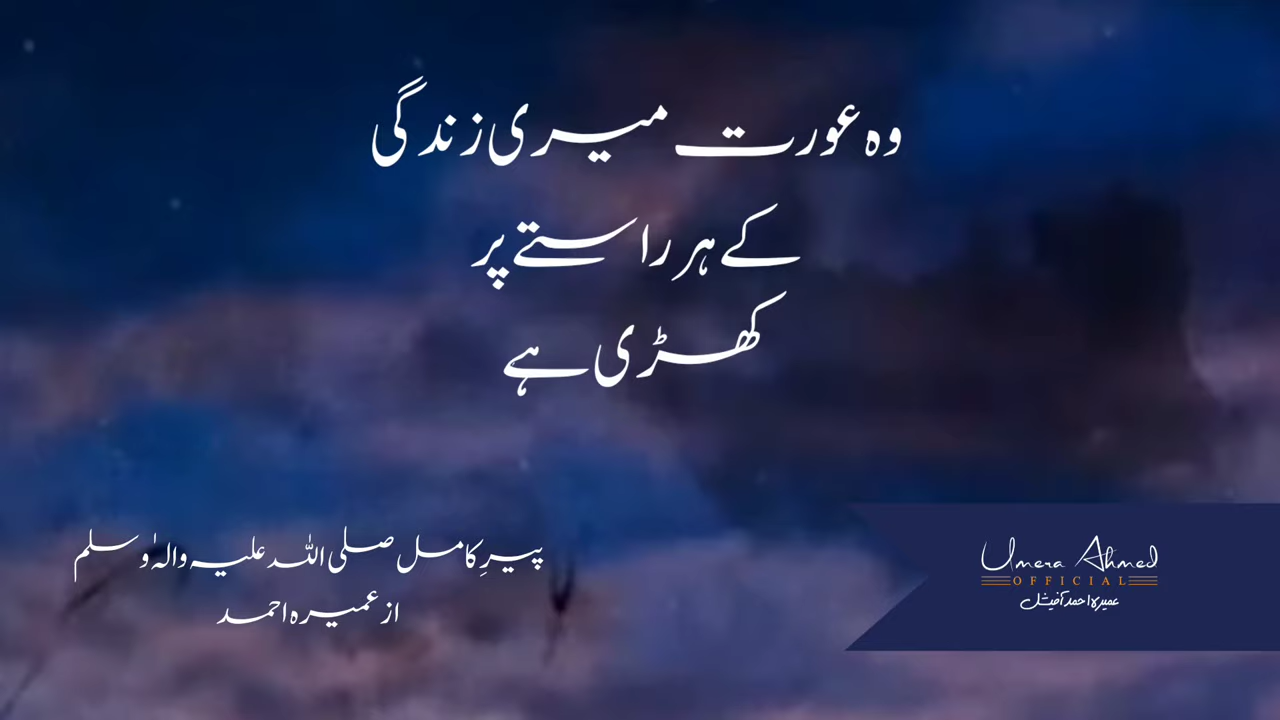 وہ عورت میری زندگی
کے ہر راستے پر
کھڑی ہے
پیرِکامل صلی اللہ علیہ والہٰ وسلم
از عمیرہ احمد
Umera Ahmed
OFFICIAL
عمیرہ احمد آفیشل